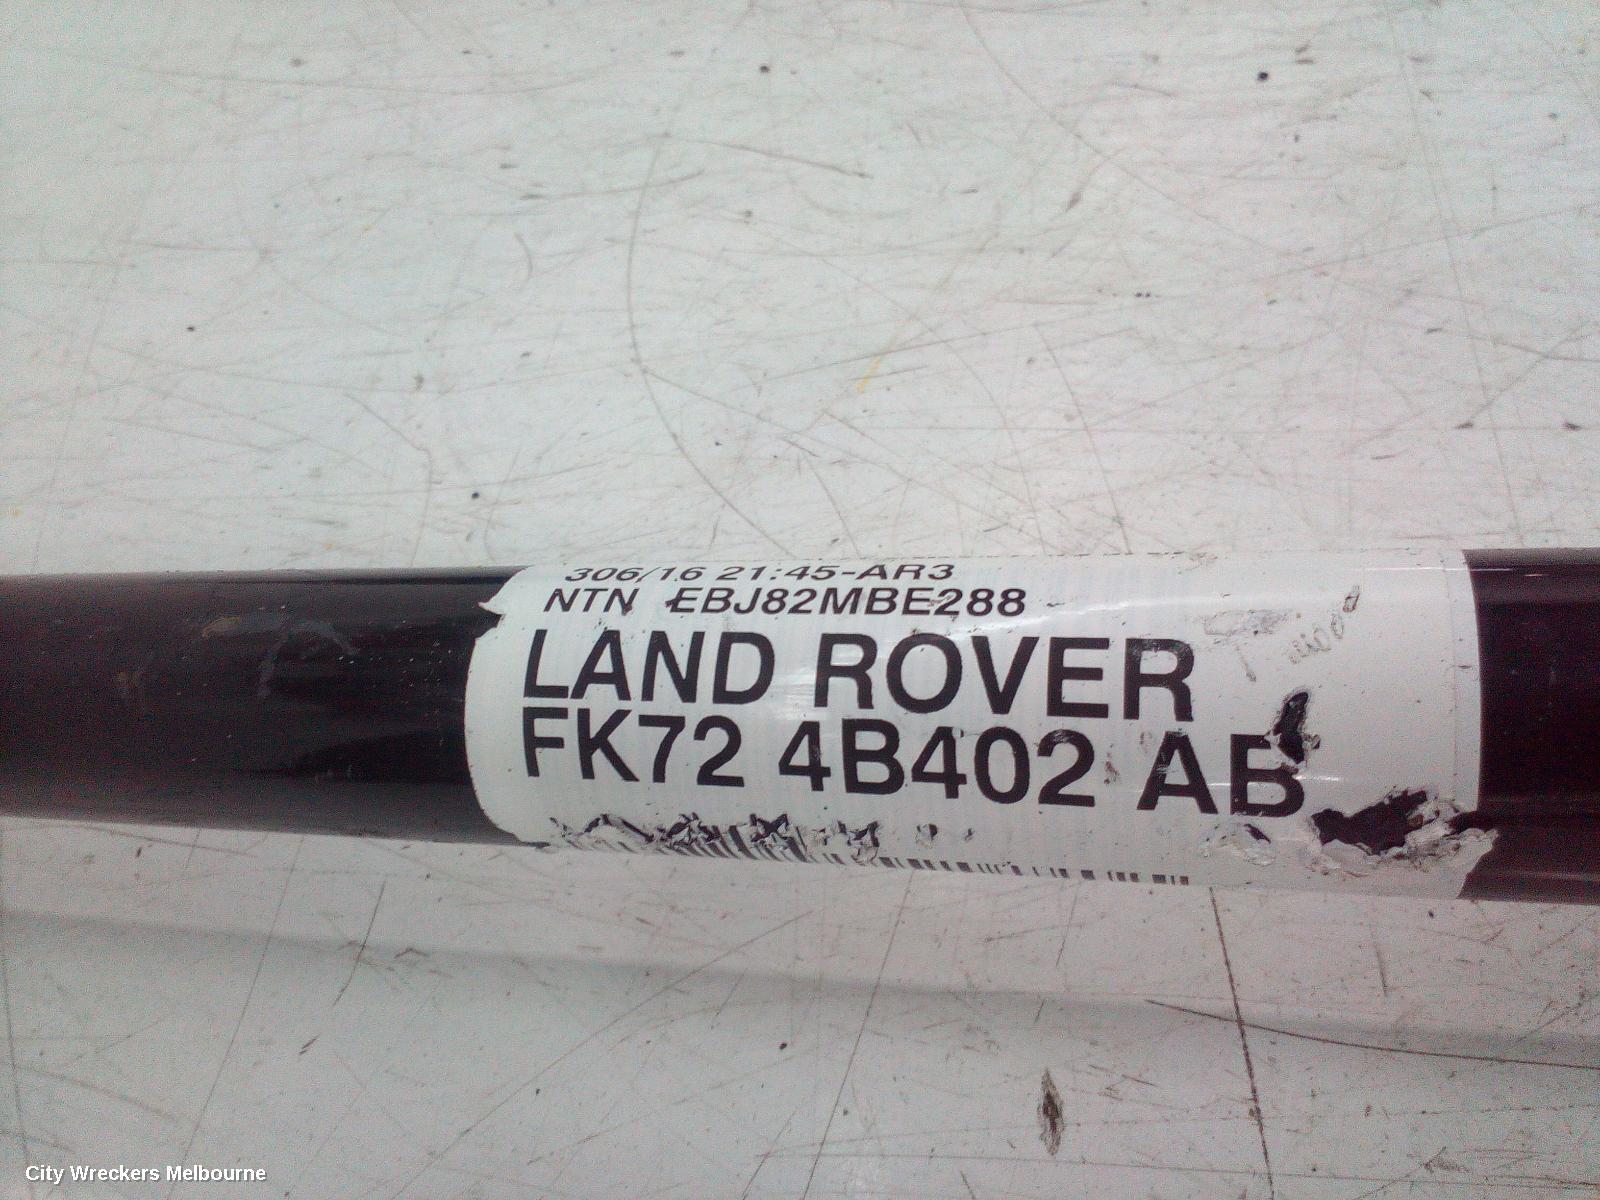 306/16 21:45-AR3
NTN EBJ82MBE288
LAND ROVER
FK72 4B402 AB
City Wreckers Melbourne